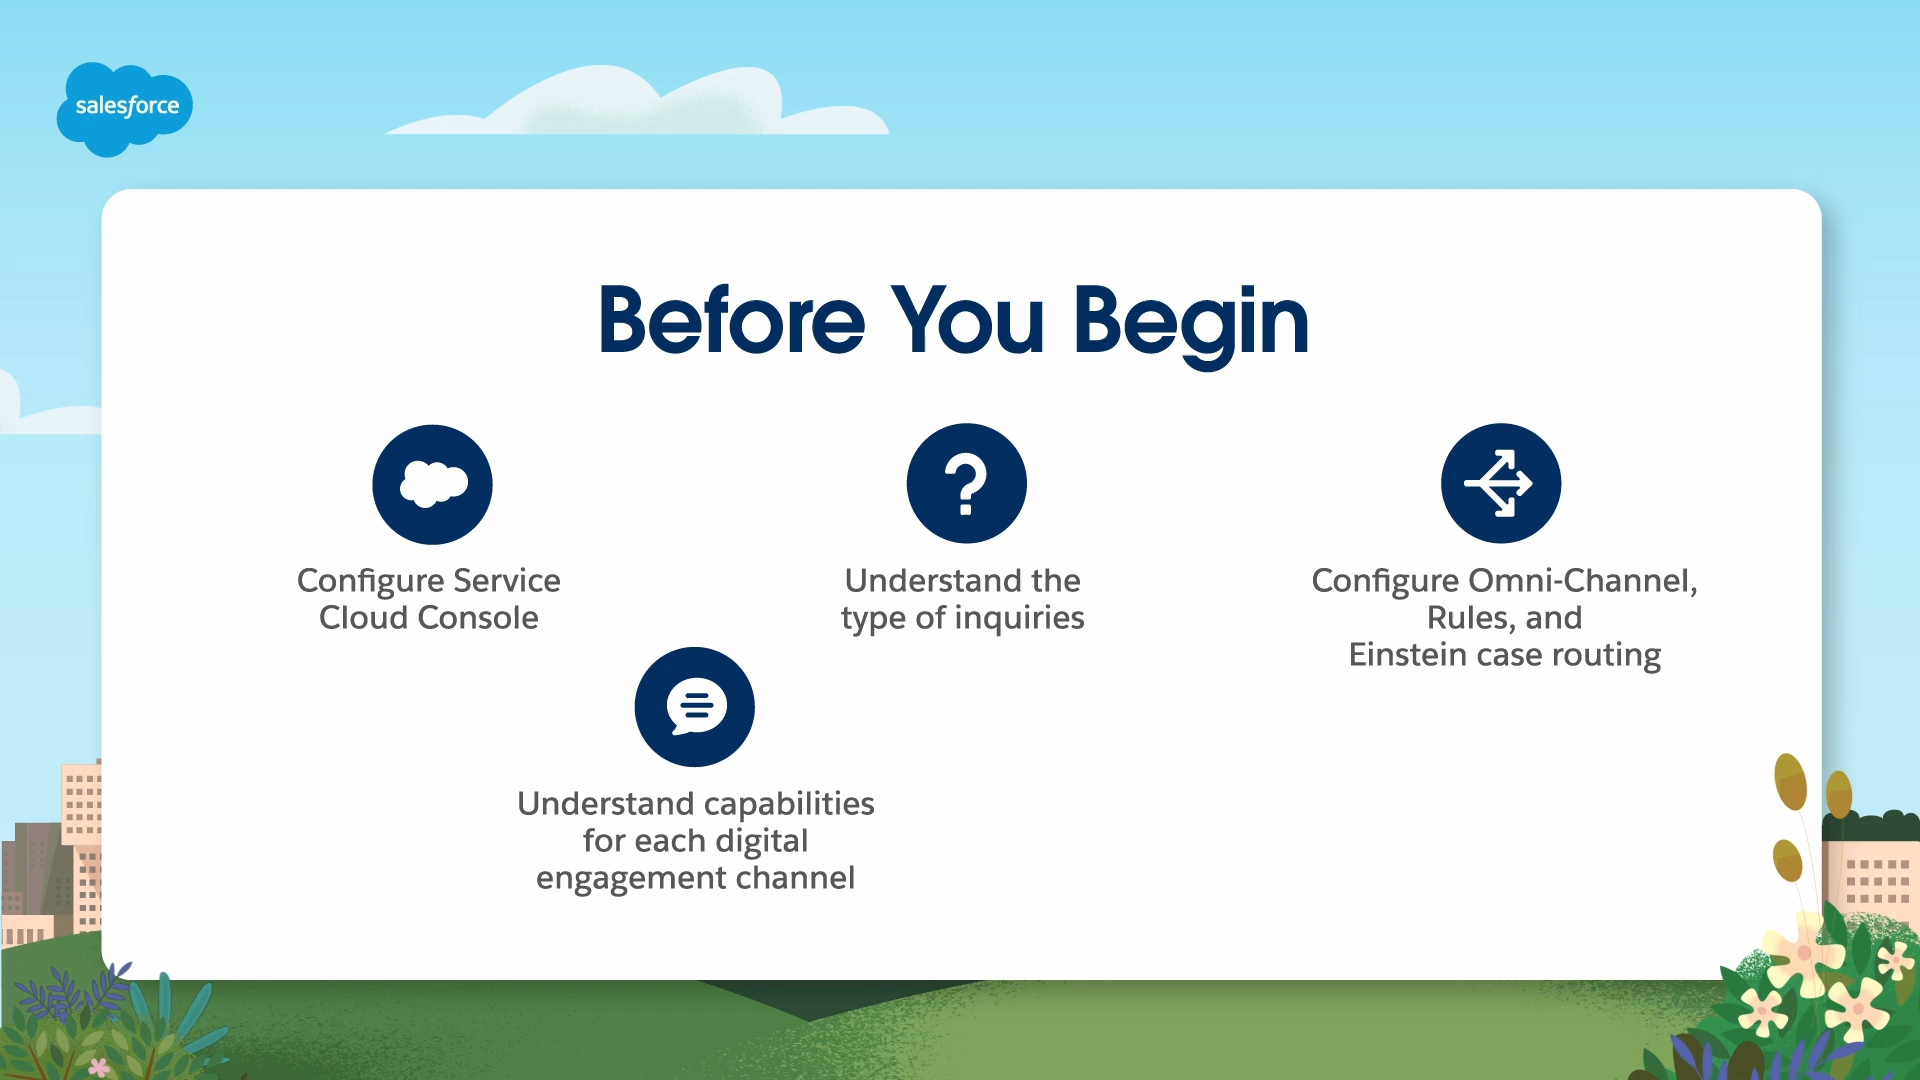 salesforce
Before You Begin
Configure Service
Cloud Console
Understand the
type of inquiries
Configure Omni-Channel,
Rules, and
Einstein case routing
Understand capabilities
for each digital
engagement channel